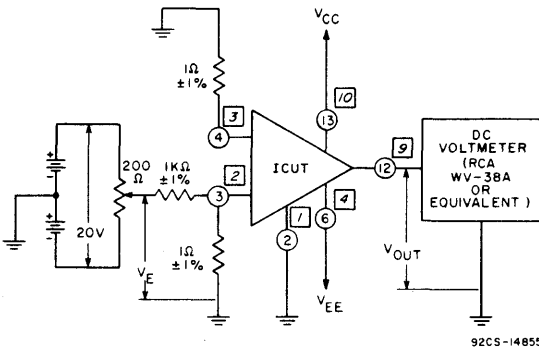 VCC
1Ω
±1%
3
10
4
13
+
-
200
Ω
1KΩ
±1%
2
3
ICUT
9
12
DC
VOLTMETER
(RCA
WV-38A
OR
EQUIVALENT)
+
-
20V
VE
1Ω
±1%
1
2
4
6
VEE
VOUT
92CS-14855